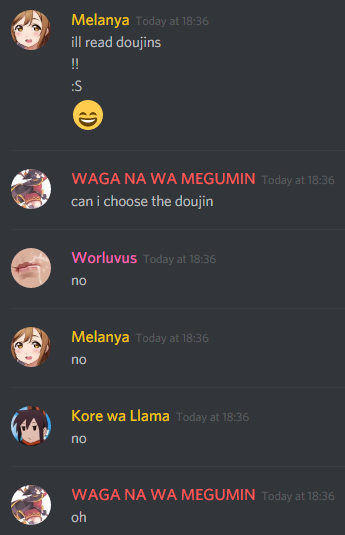 Melanya Today at 18:36
ill read doujins
!!
:S
WAGA NA WA MEGUMIN Today at 18:36
can i choose the doujin
Worluvus Today at 18:36
no
Melanya Today at 18:36
no
Kore wa Llama Today at 18:36
no
WAGA NA WA MEGUMIN Today at 18:36
oh